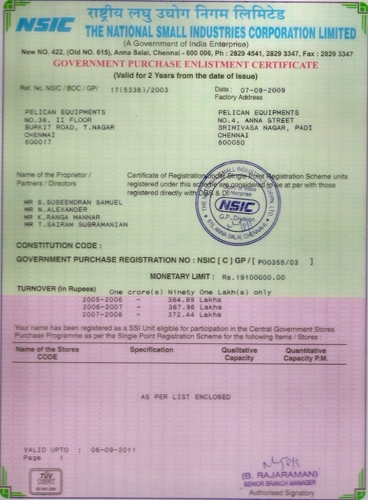 NSIC
राष्ट्रीय लघु उद्योग निगम लिमिटेड
THE NATIONAL SMALL INDUSTRIES CORPORATION LIMITED
(A Government of India Enterprise)
New NO. 422, (Old NO. 615), Anna Salai, Chennai - 600 006, Ph : 2829 4541, 2829 3347, Fax : 2829 3347
GOVERNMENT PURCHASE ENLISTMENT CERTIFICATE
(Valid for 2 Years from the date of Issue)
Ref. No. NSIC / BOC / GP / 17(5336)/2003 Date : 07-09-2009
Factory Address
PELICAN EQUIPMENTS PELICAN EQUIPMENTS
NO.38, II FLOOR NO.4, ANNA STREET
BURKIT ROAD, T.NAGAR SRINIVASA NAGAR, PADI
CHENNAI CHENNAI
600017 600050
Name of the Proprietor / Certificate of Registration under Single Point Registration Scheme units
Partners / Directors registered under this scheme are considered to be at par with those
registered directly with DGS & D
MR S.SUSEENDRAN SAMUEL
MR N.ALEXANDER
MR K.RANGA MANNAR
MR T.SAIRAM SUBRAMANIAN
NSIC
G.P. Division
CONSTITUTION CODE :
GOVERNMENT PURCHASE REGISTRATION NO : NSIC [ C ] GP / [ P00355/03 ]
MONETARY LIMIT : Rs.19100000.00
TURNOVER (in Rupees) One crore(s) Ninety One Lakh(s) only
2005-2006 - 384.69 Lakhs
2006-2007 - 387.96 Lakhs
2007-2008 - 372.44 Lakhs
Your name has been registered as a SSI Unit eligible for participation in the Central Government Stores
Purchase Programme as per the Single Point Registration Scheme for the following Items / Stores :
Name of the Stores Specification Qualitative Quantitative
CODE Capacity Capacity P.M.
AS PER LIST ENCLOSED
VALID UPTO : 06-09-2011
Page 1
TÜV
CERT
(B. RAJARAMAN)
SENIOR BRANCH MANAGER
Authorised Signatory